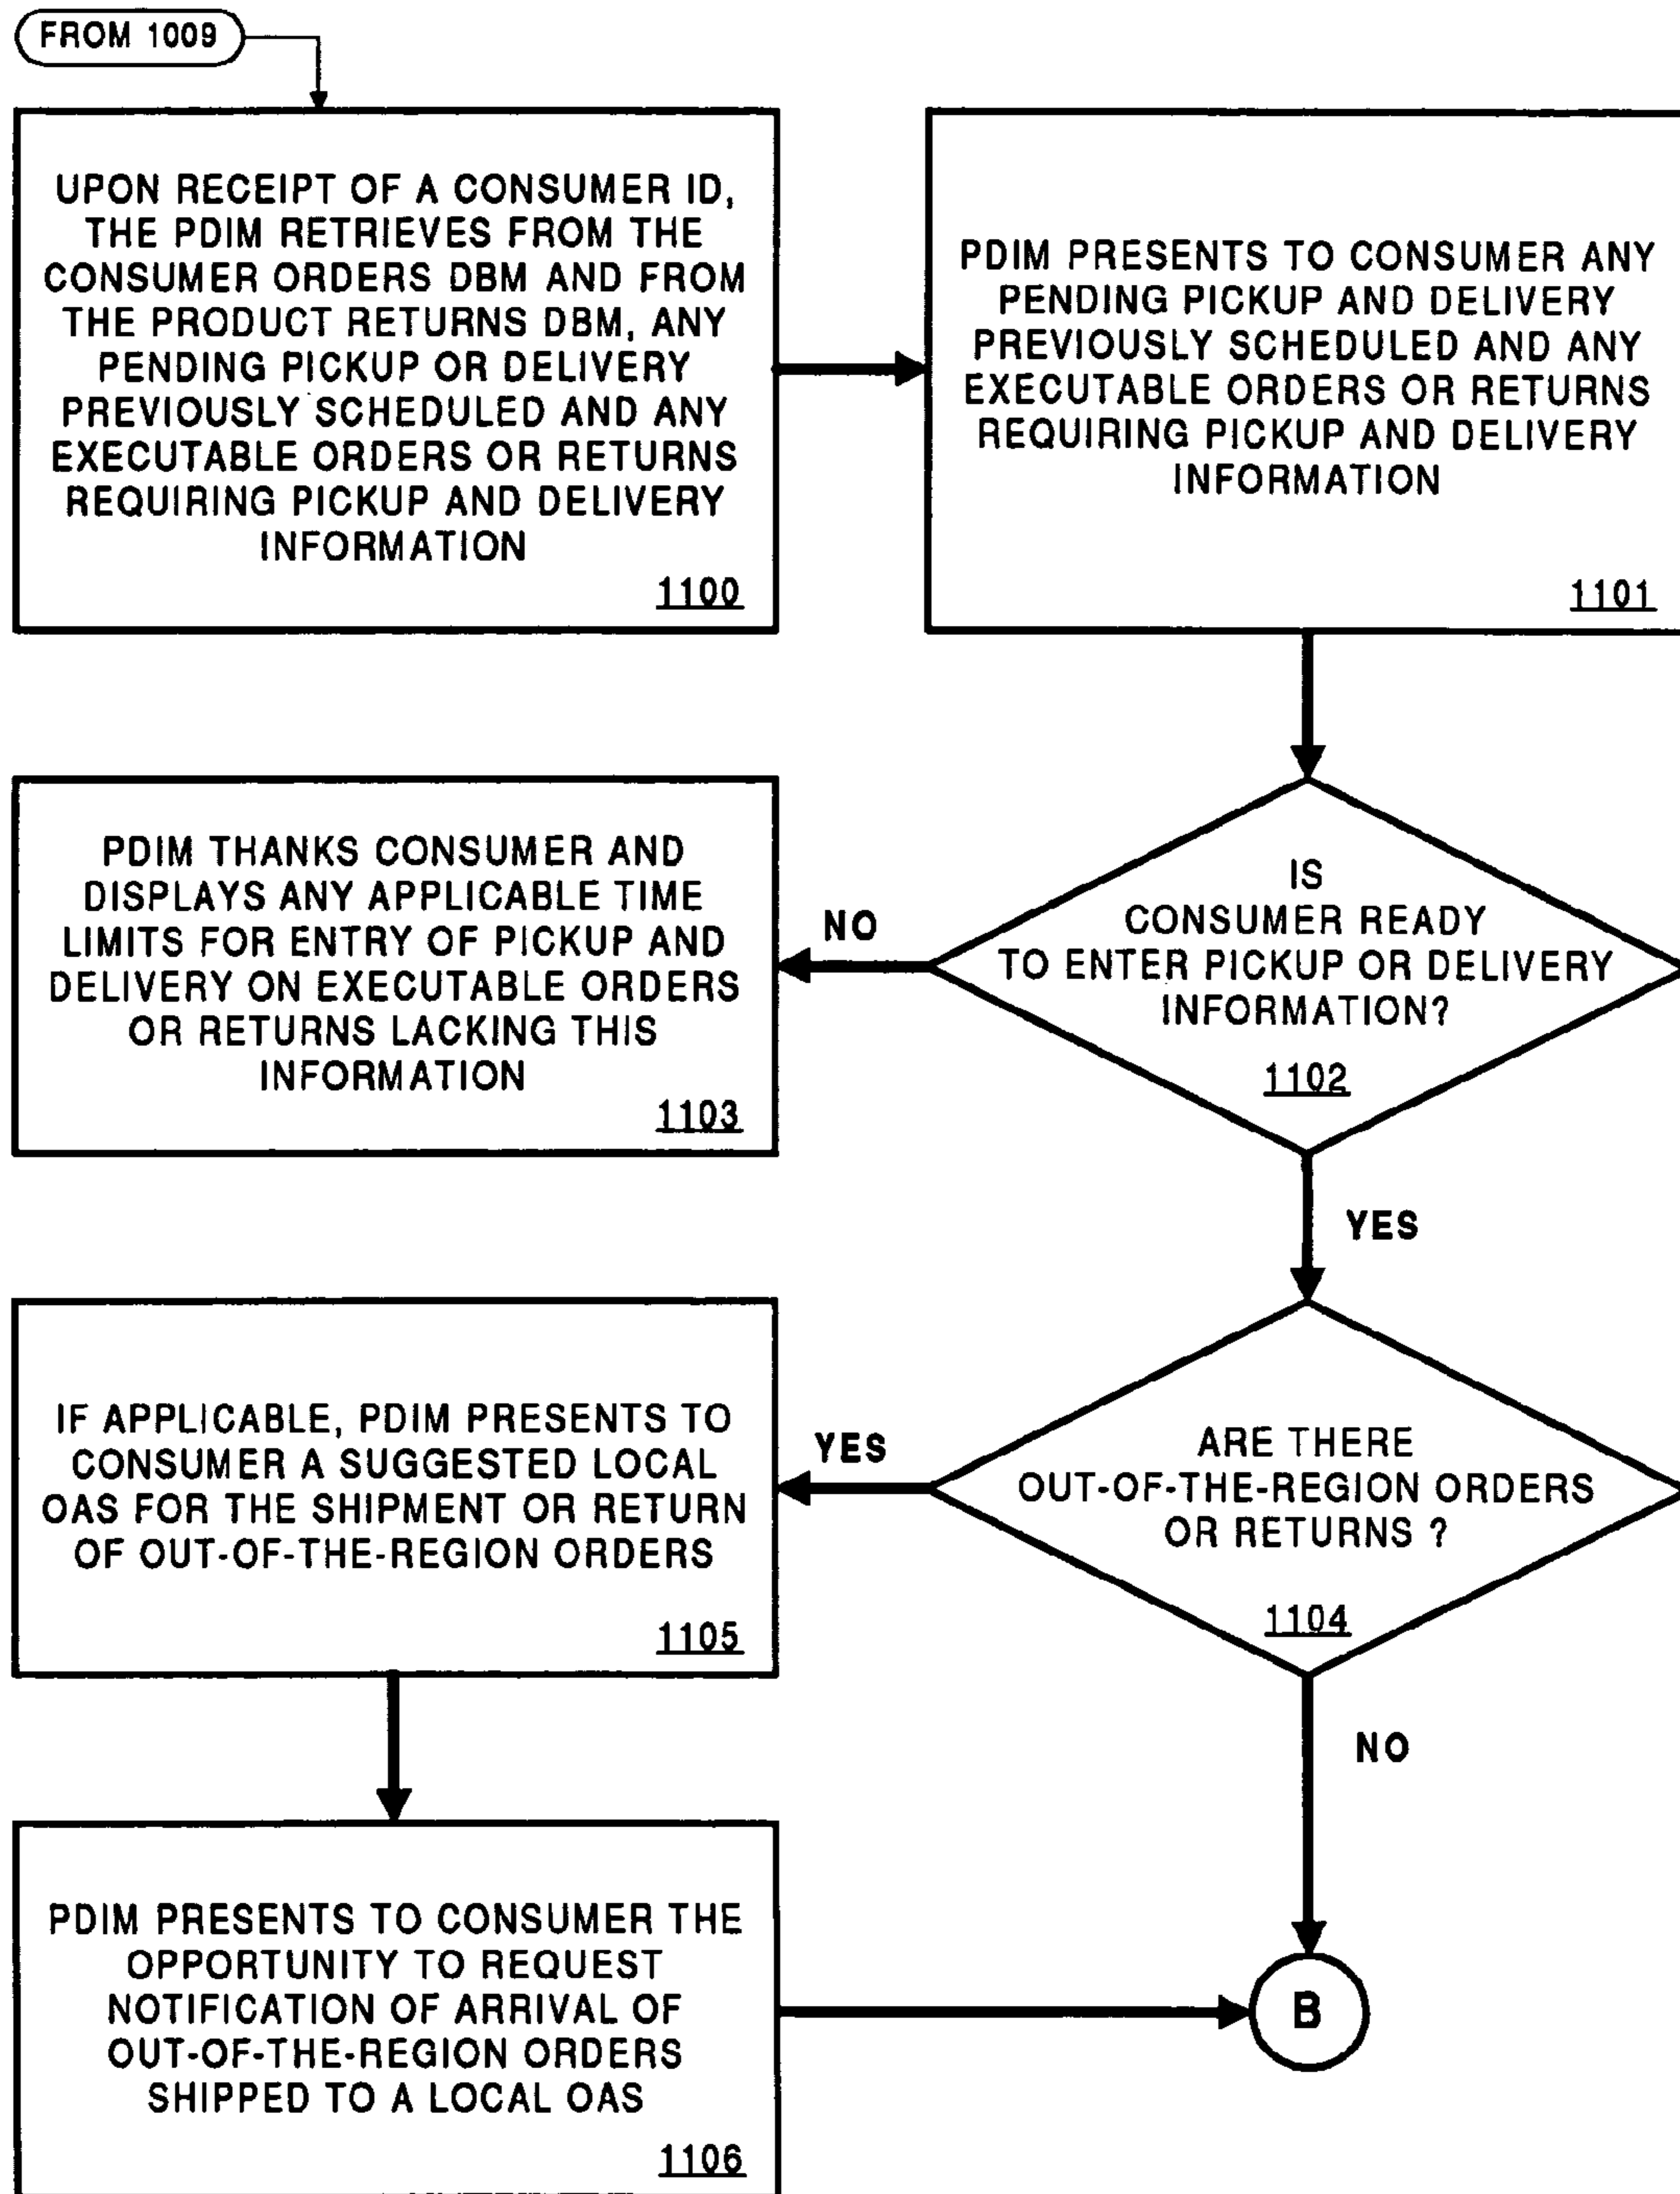 FROM 1009
UPON RECEIPT OF A CONSUMER ID,
THE PDIM RETRIEVES FROM THE
CONSUMER ORDERS DBM AND FROM
THE PRODUCT RETURNS DBM, ANY
PENDING PICKUP OR DELIVERY
PREVIOUSLY SCHEDULED AND ANY
EXECUTABLE ORDERS OR RETURNS
REQUIRING PICKUP AND DELIVERY
INFORMATION
1100
PDIM PRESENTS TO CONSUMER ANY
PENDING PICKUP AND DELIVERY
PREVIOUSLY SCHEDULED AND ANY
EXECUTABLE ORDERS OR RETURNS
REQUIRING PICKUP AND DELIVERY
INFORMATION
1101
IS
CONSUMER READY
TO ENTER PICKUP OR DELIVERY
INFORMATION?
1102
NO
PDIM THANKS CONSUMER AND
DISPLAYS ANY APPLICABLE TIME
LIMITS FOR ENTRY OF PICKUP AND
DELIVERY ON EXECUTABLE ORDERS
OR RETURNS LACKING THIS
INFORMATION
1103
YES
ARE THERE
OUT-OF-THE-REGION ORDERS
OR RETURNS ?
1104
YES
IF APPLICABLE, PDIM PRESENTS TO
CONSUMER A SUGGESTED LOCAL
OAS FOR THE SHIPMENT OR RETURN
OF OUT-OF-THE-REGION ORDERS
1105
NO
PDIM PRESENTS TO CONSUMER THE
OPPORTUNITY TO REQUEST
NOTIFICATION OF ARRIVAL OF
OUT-OF-THE-REGION ORDERS
SHIPPED TO A LOCAL OAS
1106
B